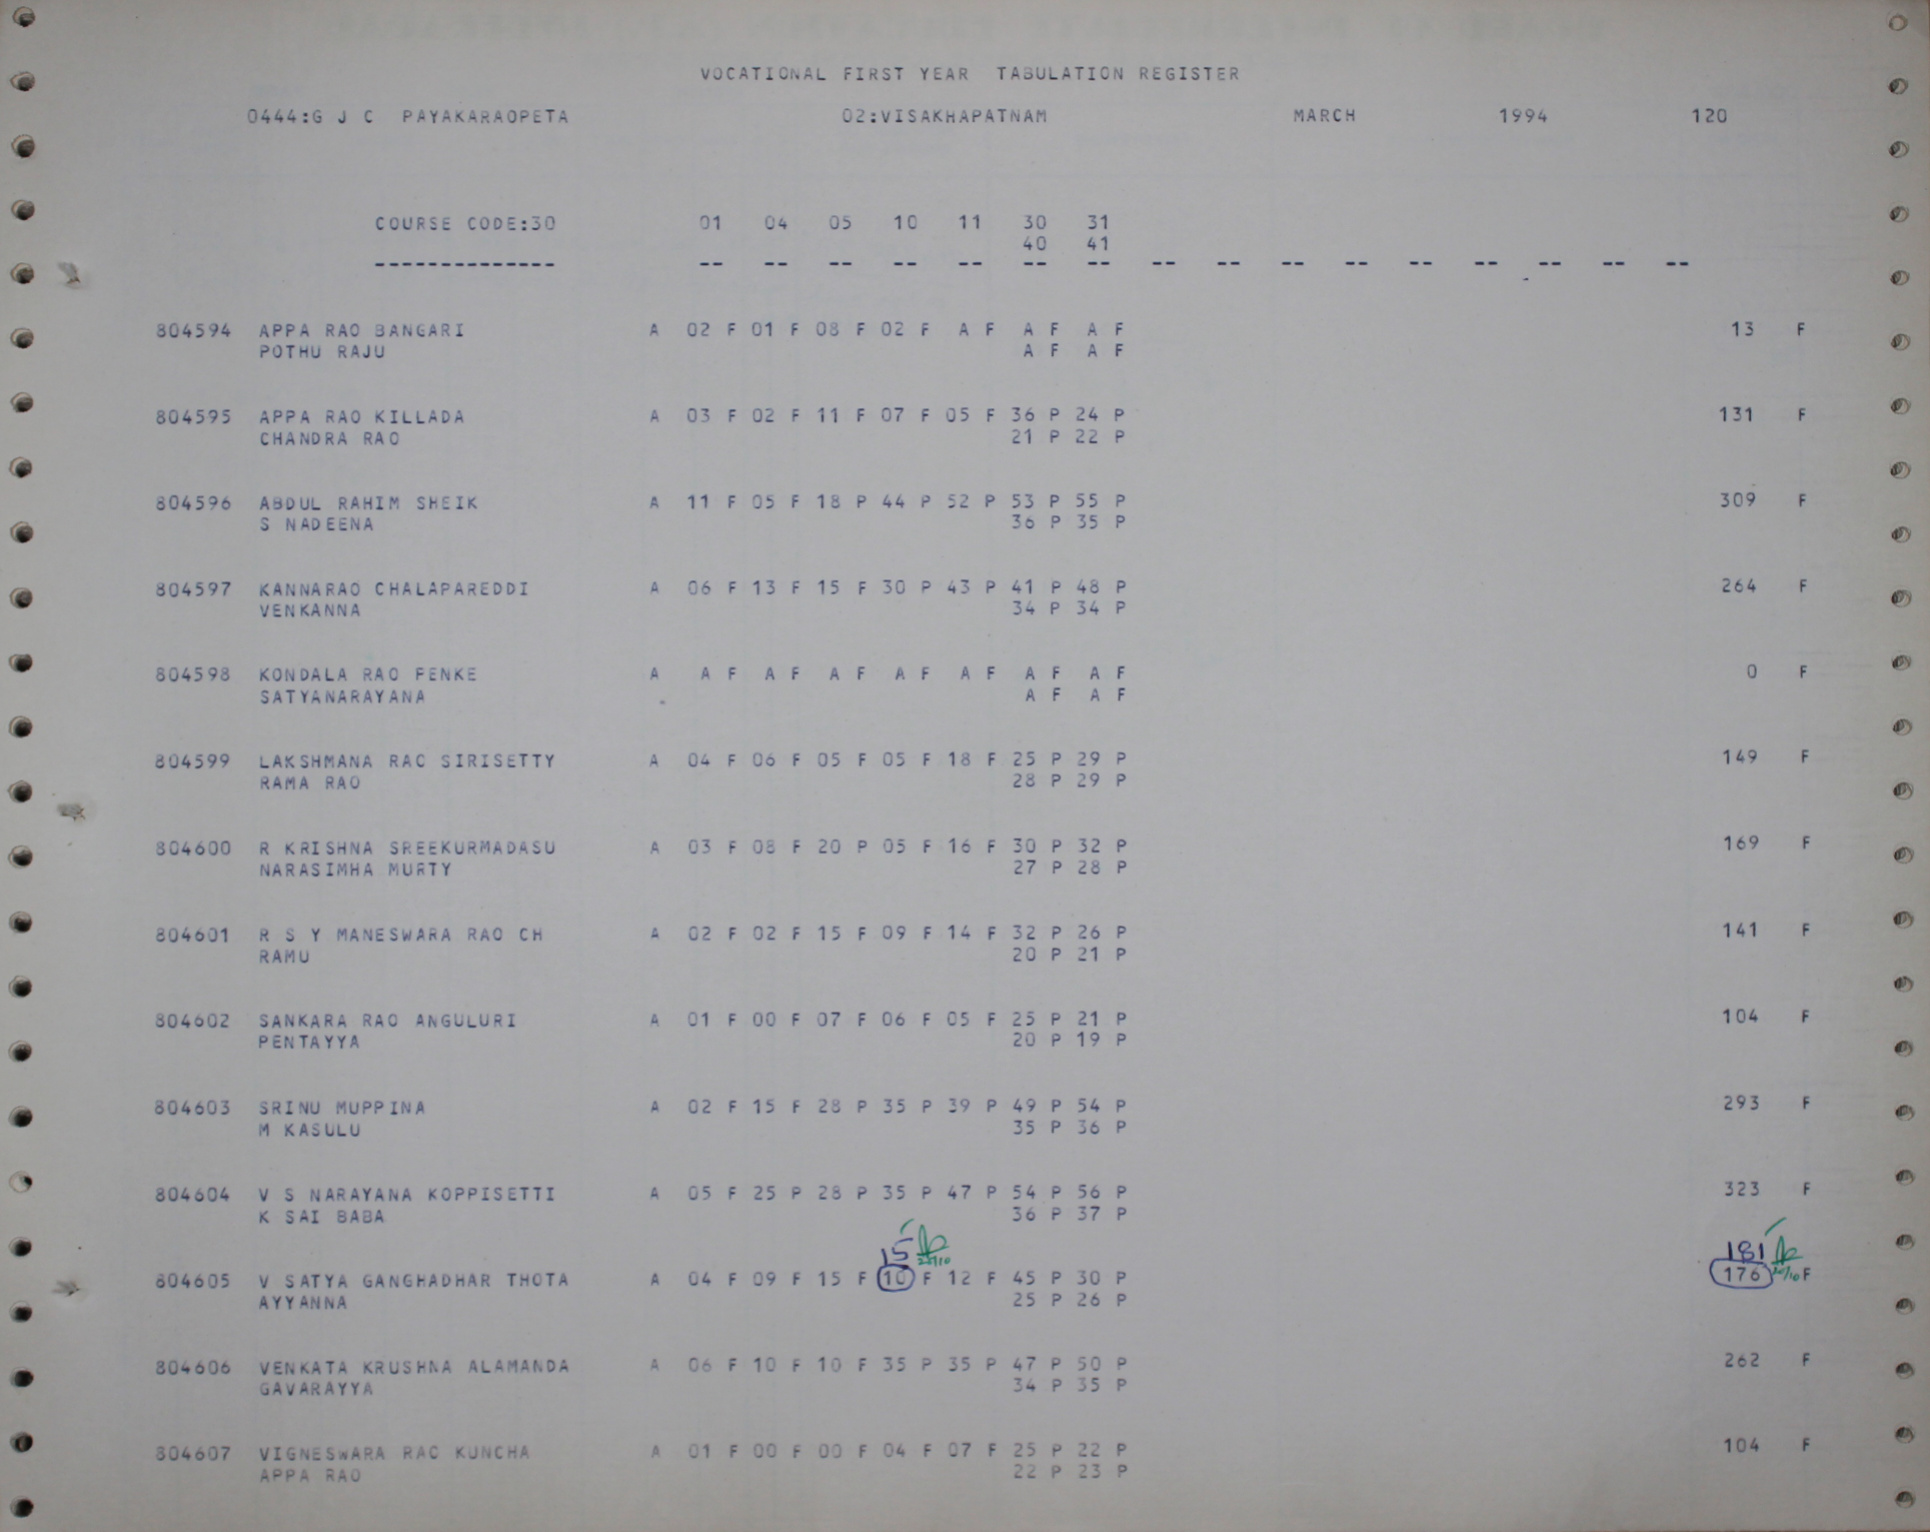 VOCATIONAL FIRST YEAR TABULATION REGISTER
0444:G J C PAYAKARAOPETA 02:VISAKHAPATNAM MARCH 1994 120
COURSE CODE:30 01 04 05 10 11 30 31
40 41
-------------- -- -- -- -- -- -- -- -- -- -- -- -- -- -- -- --
804594 APPA RAO BANGARI A 02 F 01 F 08 F 02 F A F A F A F 13 F
POTHU RAJU A F A F
804595 APPA RAO KILLADA A 03 F 02 F 11 F 07 F 05 F 36 P 24 P 131 F
CHANDRA RAO 21 P 22 P
804596 ABDUL RAHIM SHEIK A 11 F 05 F 18 P 44 P 52 P 53 P 55 P 309 F
S NADEENA 36 P 35 P
804597 KANNARAO CHALAPAREDDI A 06 F 13 F 15 F 30 P 43 P 41 P 48 P 264 F
VENKANNA 34 P 34 P
804598 KONDALA RAO PENKE A A F A F A F A F A F A F A F 0 F
SATYANARAYANA A F A F
804599 LAKSHMANA RAO SIRISETTY A 04 F 06 F 05 F 05 F 18 F 25 P 29 P 149 F
RAMA RAO 28 P 29 P
804600 R KRISHNA SREEKURMADASU A 03 F 08 F 20 P 05 F 16 F 30 P 32 P 169 F
NARASIMHA MURTY 27 P 28 P
804601 R S Y MANESWARA RAO CH A 02 F 02 F 15 F 09 F 14 F 32 P 26 P 141 F
RAMU 20 P 21 P
804602 SANKARA RAO ANGULURI A 01 F 00 F 07 F 06 F 05 F 25 P 21 P 104 F
PENTAYYA 20 P 19 P
804603 SRINU MUPPINA A 02 F 15 F 28 P 35 P 39 P 49 P 54 P 293 F
M KASULU 35 P 36 P
804604 V S NARAYANA KOPPISETTI A 05 F 25 P 28 P 35 P 47 P 54 P 56 P 323 F
K SAI BABA 36 P 37 P
15 181
804605 V SATYA GANGHADHAR THOTA A 04 F 09 F 15 F 10 F 12 F 45 P 30 P 176 F
AYYANNA 25 P 26 P
804606 VENKATA KRUSHNA ALAMANDA A 06 F 10 F 10 F 35 P 35 P 47 P 50 P 262 F
GAVARAYYA 34 P 35 P
804607 VIGNESWARA RAO KUNCHA A 01 F 00 F 00 F 04 F 07 F 25 P 22 P 104 F
APPA RAO 22 P 23 P